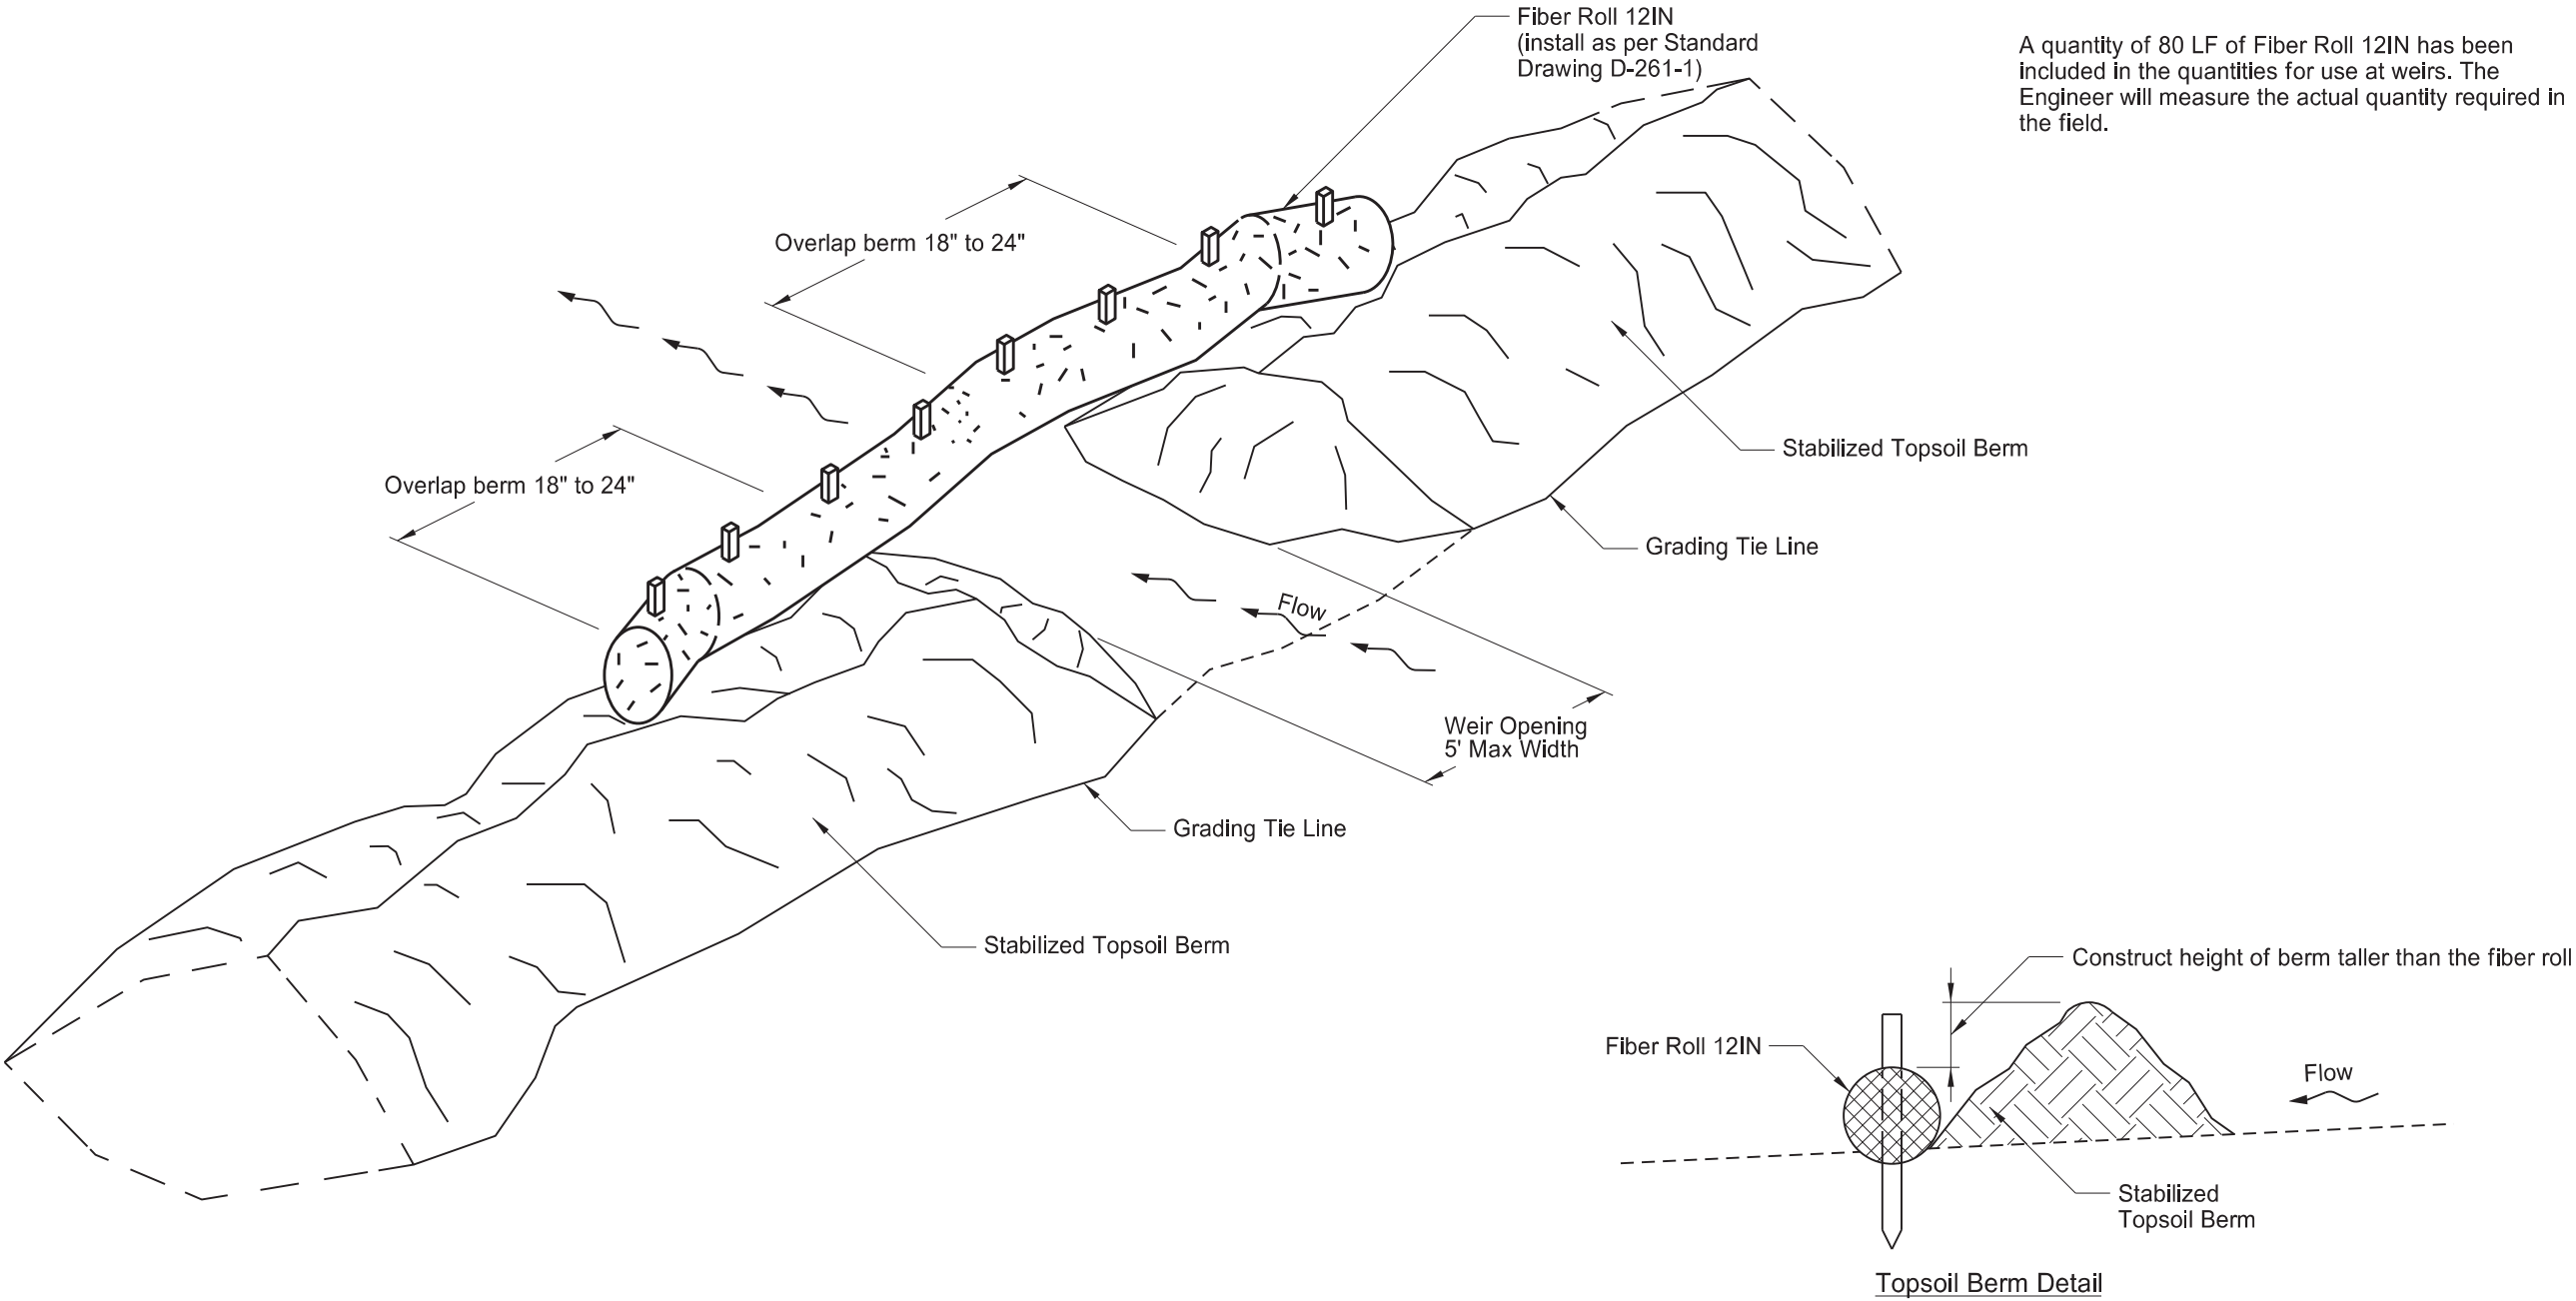 Fiber Roll 12IN
(install as per Standard
Drawing D-261-1)
A quantity of 80 LF of Fiber Roll 12IN has been
included in the quantities for use at weirs. The
Engineer will measure the actual quantity required in
the field.
Overlap berm 18" to 24"
Overlap berm 18" to 24"
Stabilized Topsoil Berm
Grading Tie Line
Flow
Weir Opening
5' Max Width
Grading Tie Line
Stabilized Topsoil Berm
Construct height of berm taller than the fiber roll
Fiber Roll 12IN
Flow
Stabilized
Topsoil Berm
Topsoil Berm Detail